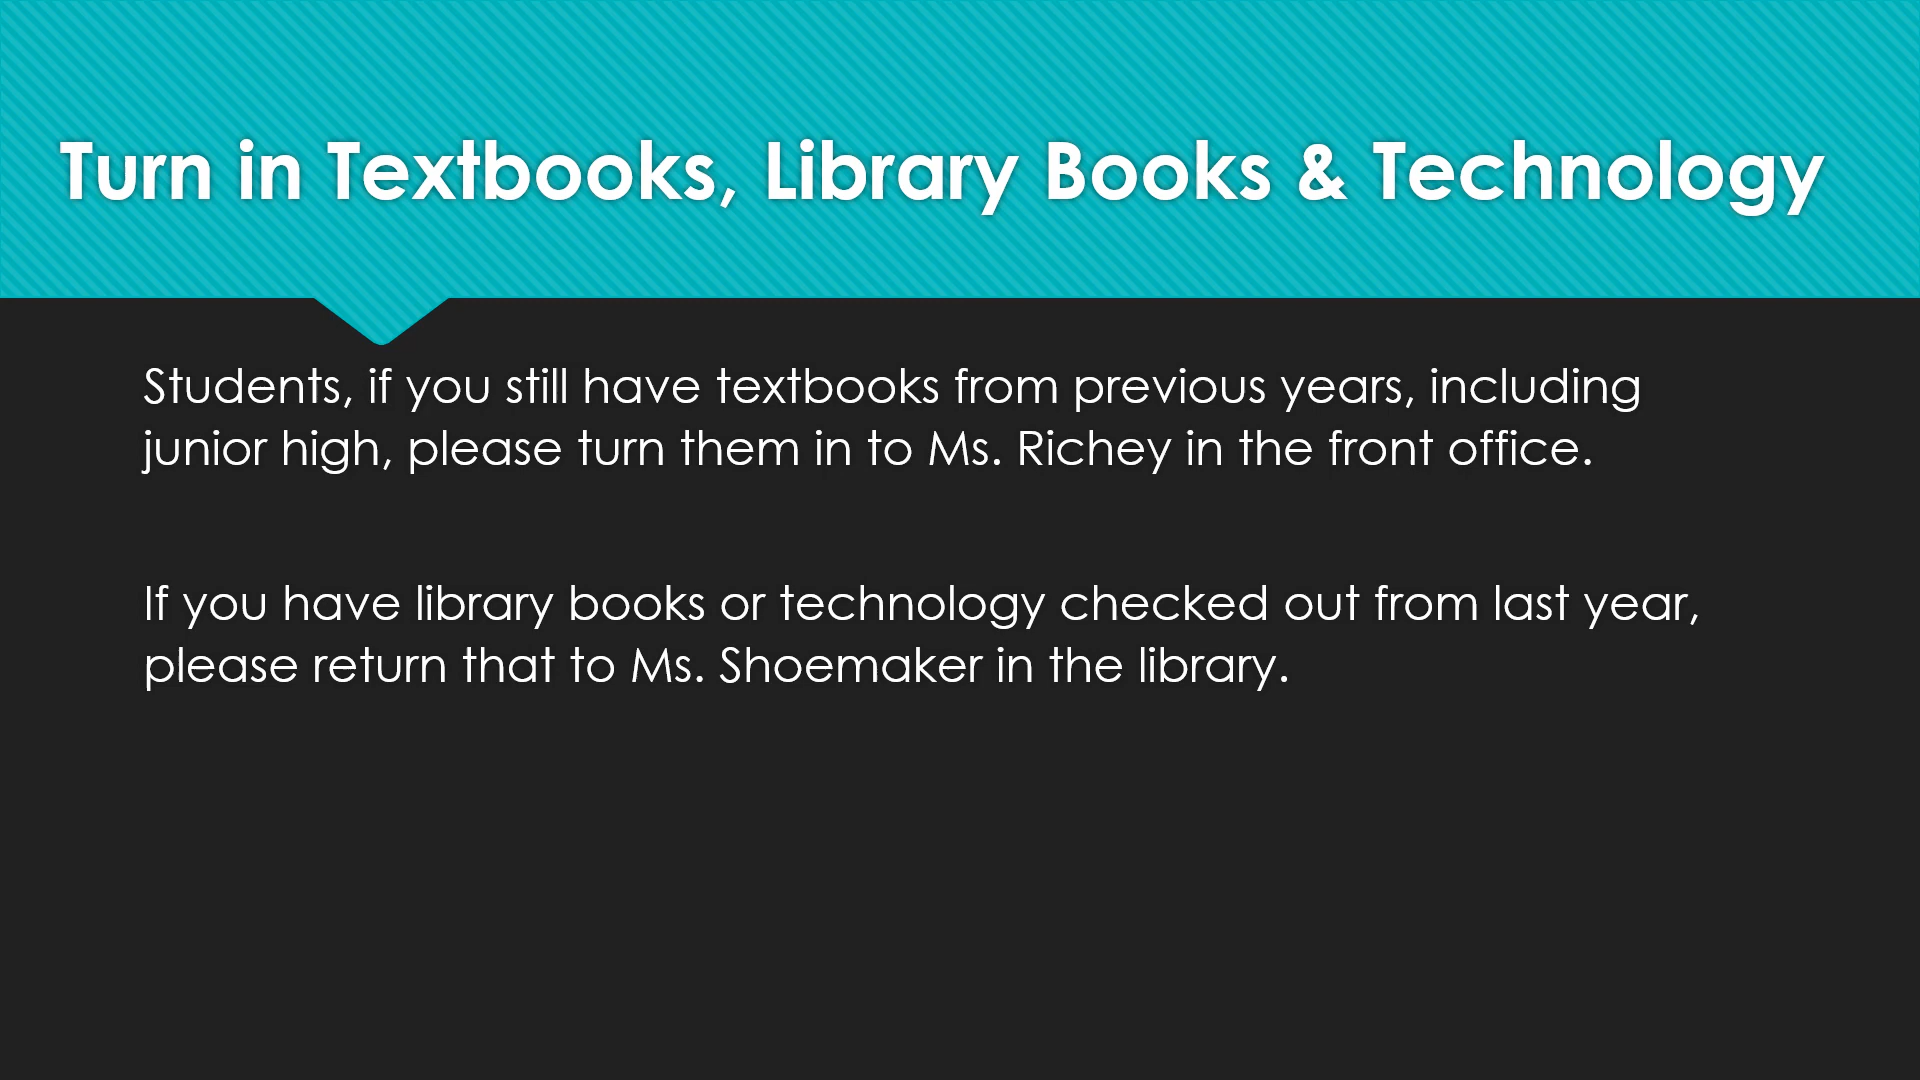 Turn in Textbooks, Library Books & Technology
Students, if you still have textbooks from previous years, including
junior high, please turn them in to Ms. Richey in the front office.
If you have library books or technology checked out from last year,
please return that to Ms. Shoemaker in the library.